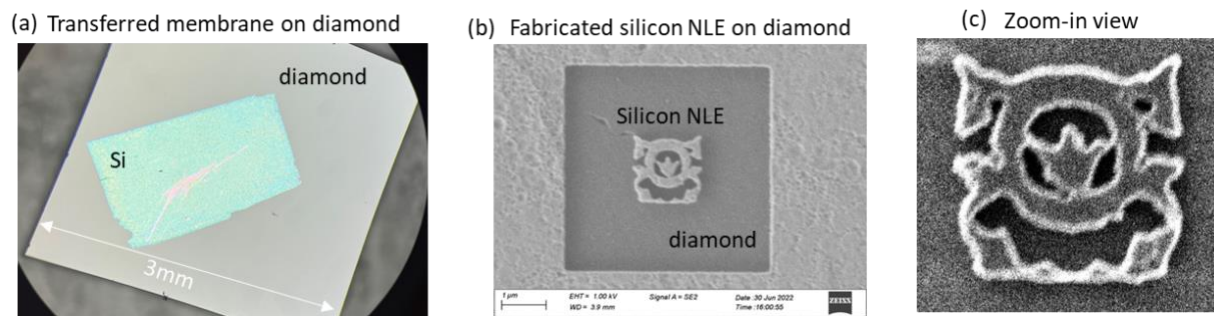 (a) Transferred membrane on diamond
diamond
Si
3mm
(b) Fabricated silicon NLE on diamond
Silicon NLE
diamond
1 µm
EHT = 1.00 kV
WD = 3.9 mm
Signal A = SE2
Date :30 Jun 2022
Time :16:00:55
ZEISS
(c) Zoom-in view